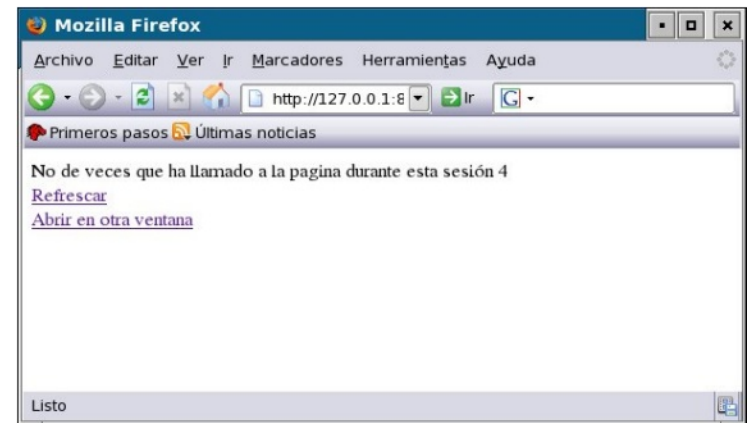 Mozilla Firefox
Archivo Editar Ver Ir Marcadores Herramientas Ayuda
http://127.0.0.1:8 Ir G
Primeros pasos Últimas noticias
No de veces que ha llamado a la pagina durante esta sesión 4
Refrescar
Abrir en otra ventana
Listo